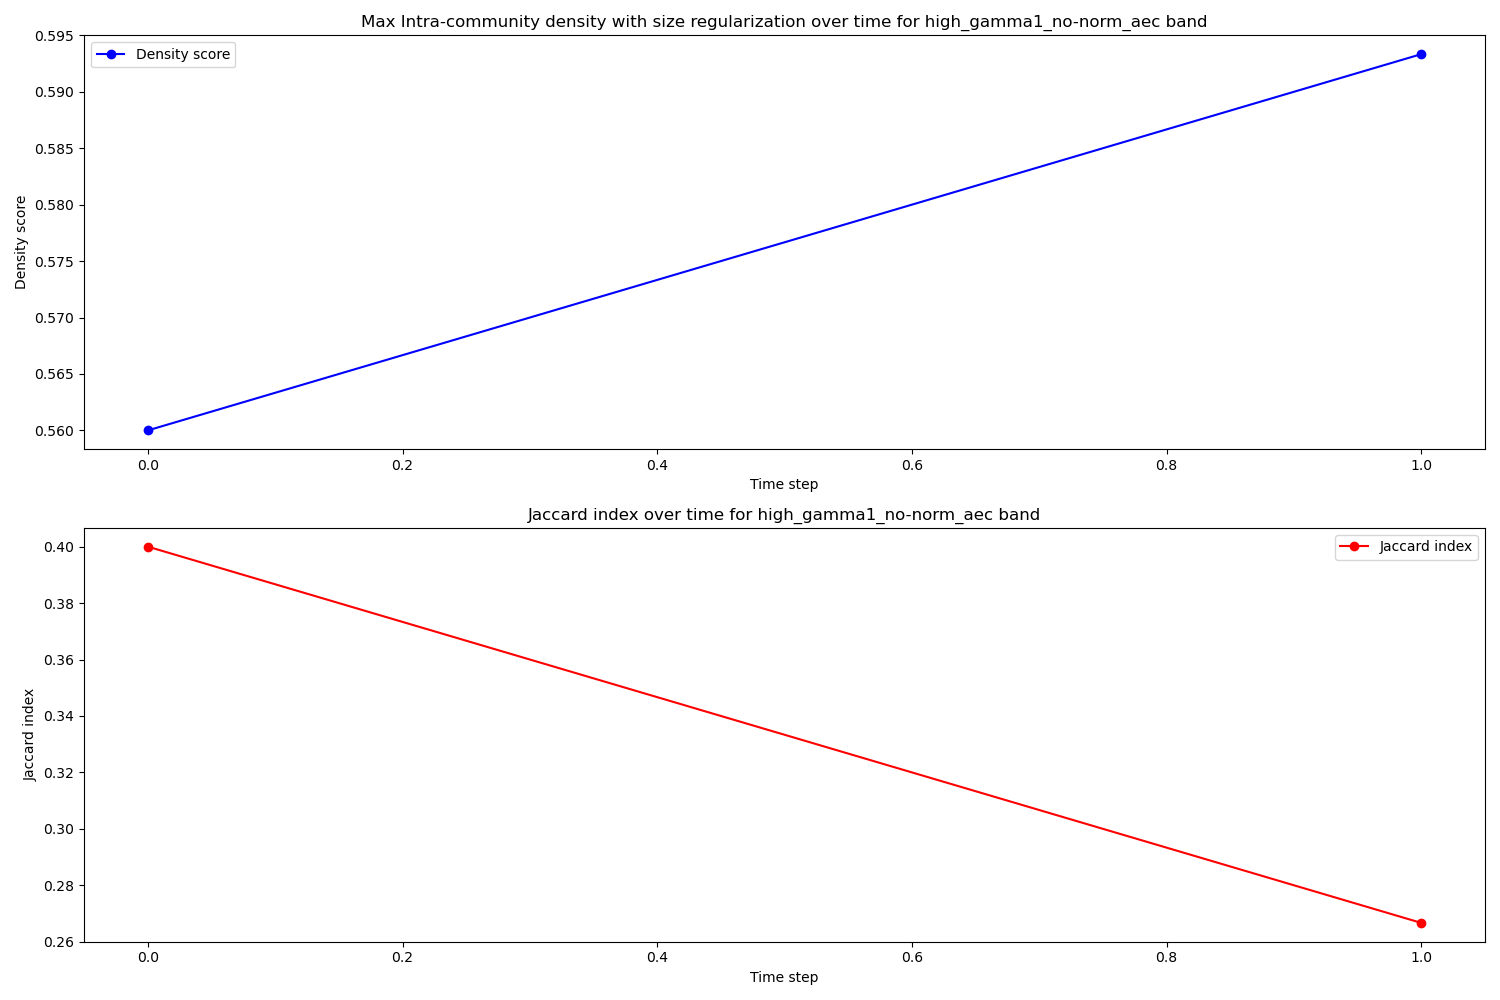 Max Intra-community density with size regularization over time for high_gamma1_no-norm_aec band
0.595
0.590
0.585
0.580
0.575
0.570
0.565
0.560
Density score
Density score
0.0 0.2 0.4 0.6 0.8 1.0
Time step
Jaccard index over time for high_gamma1_no-norm_aec band
0.40
0.38
0.36
0.34
0.32
0.30
0.28
0.26
Jaccard index
Jaccard index
0.0 0.2 0.4 0.6 0.8 1.0
Time step